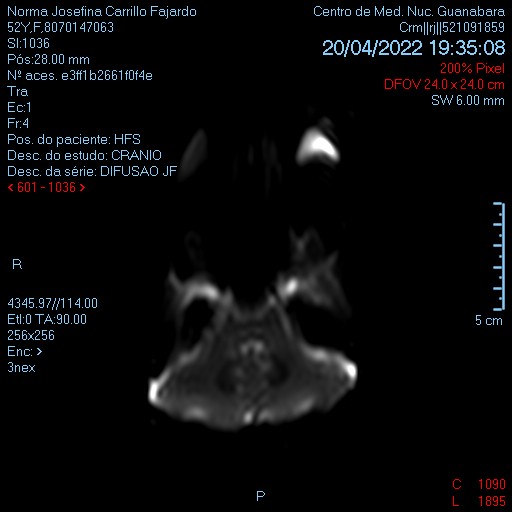 Norma Josefina Carrillo Fajardo
52Y,F,8070147063
Sl:1036
Pós:28.00 mm
Nº aces. e3ff1b2661f0f4e
Tra
Ec:1
Fr:4
Pos. do paciente: HFS
Desc. do estudo: CRANIO
Desc. da série: DIFUSAO JF
< 601 - 1036 >
Centro de Med. Nuc. Guanabara
Crm||rj||521091859
20/04/2022 19:35:08
200% Pixel
DFOV 24.0 x 24.0 cm
SW 6.00 mm
R
4345.97//114.00
Etl:0 TA:90.00
256x256
Enc: >
3nex
5 cm
P
C 1090
L 1895